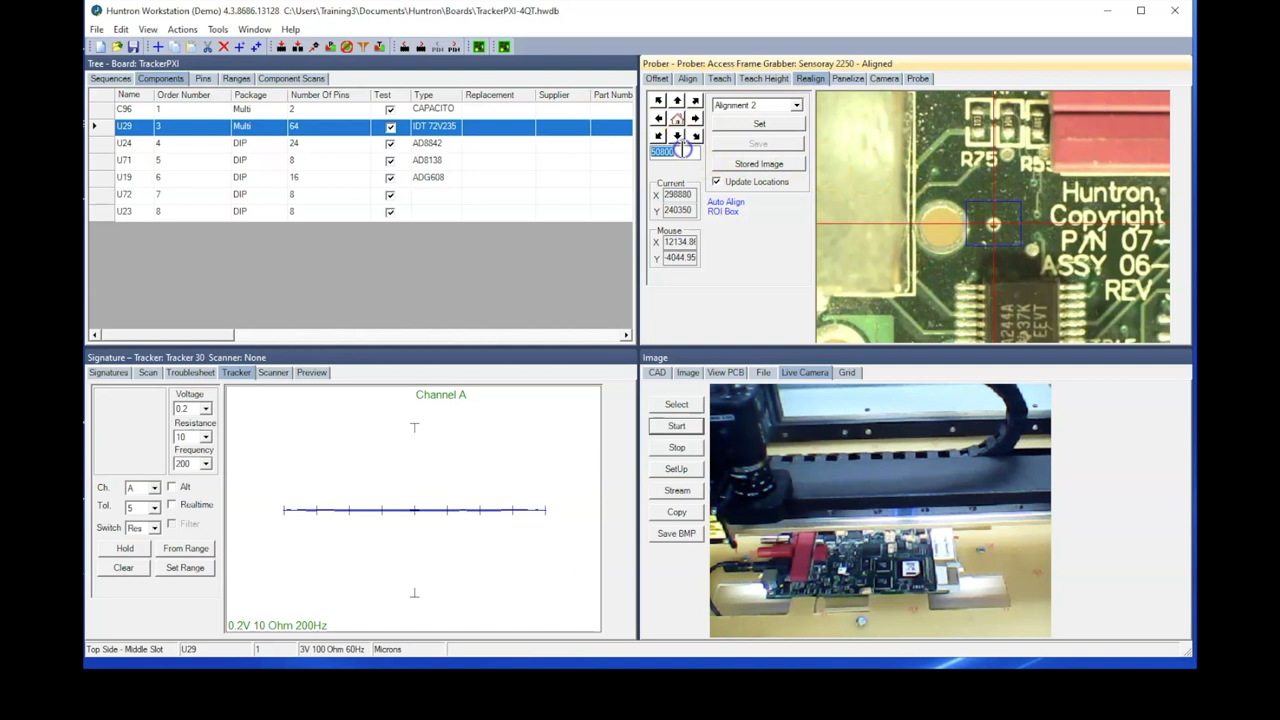 Huntron Workstation (Demo) 4.3.8686.13128 C:\Users\Training3\Documents\Huntron\Boards\TrackerPXI-4QT.hwdb
File Edit View Actions Tools Window Help
Tree - Board: TrackerPXI
Sequences Components Pins Ranges Component Scans
Name Order Number Package Number Of Pins Test Type Replacement Supplier Part Numb
C96 1 Multi 2 CAPACITO
U29 3 Multi 64 IDT 72V235
U24 4 DIP 24 AD8842
U71 5 DIP 8 AD8138
U19 6 DIP 16 ADG608
U72 7 DIP 8
U23 8 DIP 8
Prober - Prober: Access Frame Grabber: Sensoray 2250 - Aligned
Offset Align Teach Teach Height Realign Panelize Camera Probe
Alignment 2
Set
50800
Save
Stored Image
Update Locations
Current
X 298880
Y 240350
Auto Align
ROI Box
Mouse
X 12134.86
Y -4044.95
R75
Huntron,
Copyright
P/N 07-
ASSY 06-
REV
244A
37K
EEVT
Signature – Tracker: Tracker 30 Scanner: None
Signatures Scan Troublesheet Tracker Scanner Preview
Voltage
0.2
Resistance
10
Frequency
200
Ch. A Alt
Tol. 5 Realtime
Switch Res Filter
Hold From Range
Clear Set Range
Channel A
0.2V 10 Ohm 200Hz
Image
CAD Image View PCB File Live Camera Grid
Select
Start
Stop
SetUp
Stream
Copy
Save BMP
Top Side - Middle Slot U29 1 3V 100 Ohm 60Hz Microns